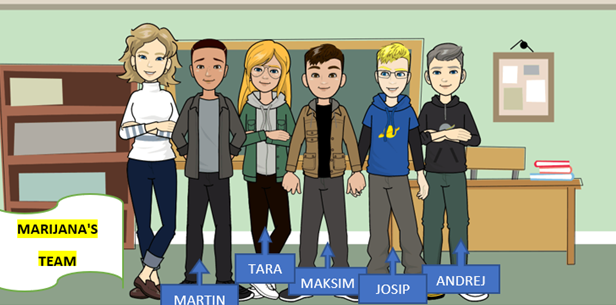 MARIJANA'S
TEAM
MARTIN
TARA
MAKSIM
JOSIP
ANDREJ